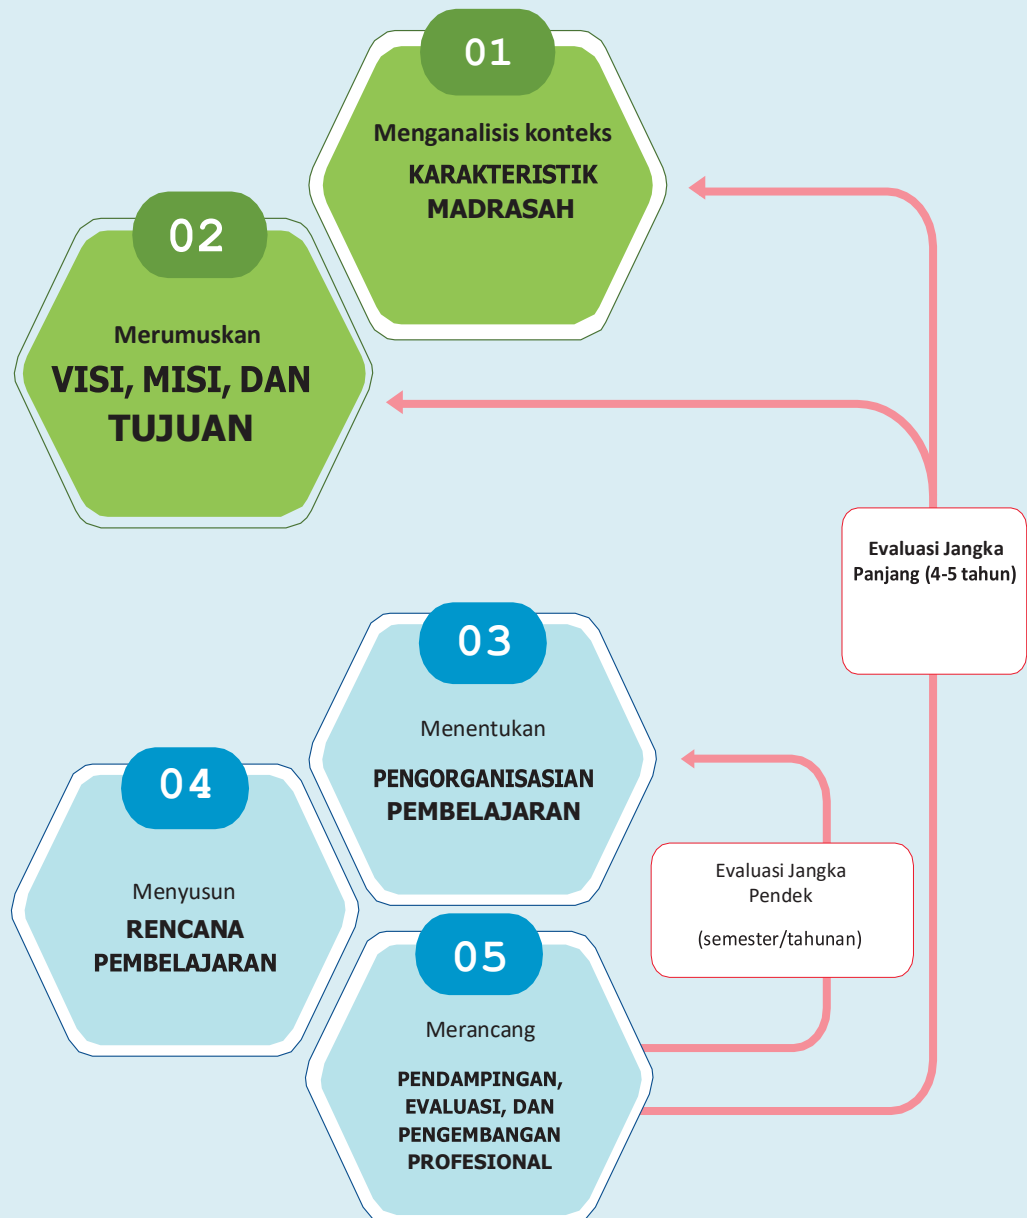 01
Menganalisis konteks
KARAKTERISTIK
MADRASAH
02
Merumuskan
VISI, MISI, DAN
TUJUAN
Evaluasi Jangka
Panjang (4-5 tahun)
03
Menentukan
PENGORGANISASIAN
PEMBELAJARAN
04
Menyusun
RENCANA
PEMBELAJARAN
Evaluasi Jangka
Pendek
(semester/tahunan)
05
Merancang
PENDAMPINGAN,
EVALUASI, DAN
PENGEMBANGAN
PROFESIONAL